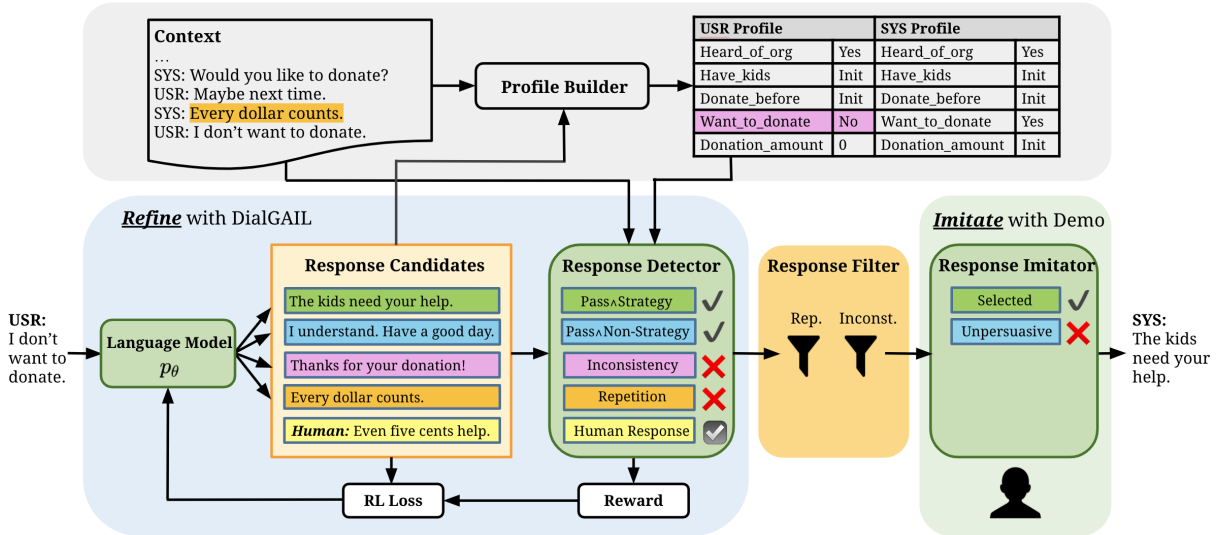 Context
...
SYS: Would you like to donate?
USR: Maybe next time.
SYS: Every dollar counts.
USR: I don't want to donate.
Profile Builder
USR Profile SYS Profile
Heard_of_org Yes Heard_of_org Yes
Have_kids Init Have_kids Init
Donate_before Init Donate_before Init
Want_to_donate No Want_to_donate Yes
Donation_amount 0 Donation_amount Init
Refine with DialGAIL
Imitate with Demo
USR:
I don't
want to
donate.
Language Model
pθ
Response Candidates
The kids need your help.
I understand. Have a good day.
Thanks for your donation!
Every dollar counts.
Human: Even five cents help.
Response Detector
Pass∧Strategy
Pass∧Non-Strategy
Inconsistency
Repetition
Human Response
Response Filter
Rep. Inconst.
Response Imitator
Selected
Unpersuasive
SYS:
The kids
need your
help.
RL Loss
Reward